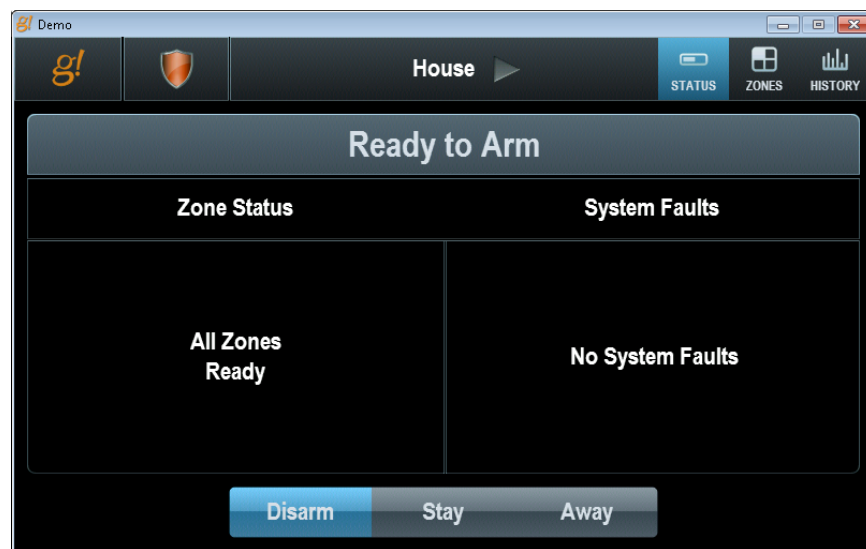 g! Demo
g!
House
STATUS
ZONES
HISTORY
Ready to Arm
Zone Status
System Faults
All Zones
Ready
No System Faults
Disarm
Stay
Away